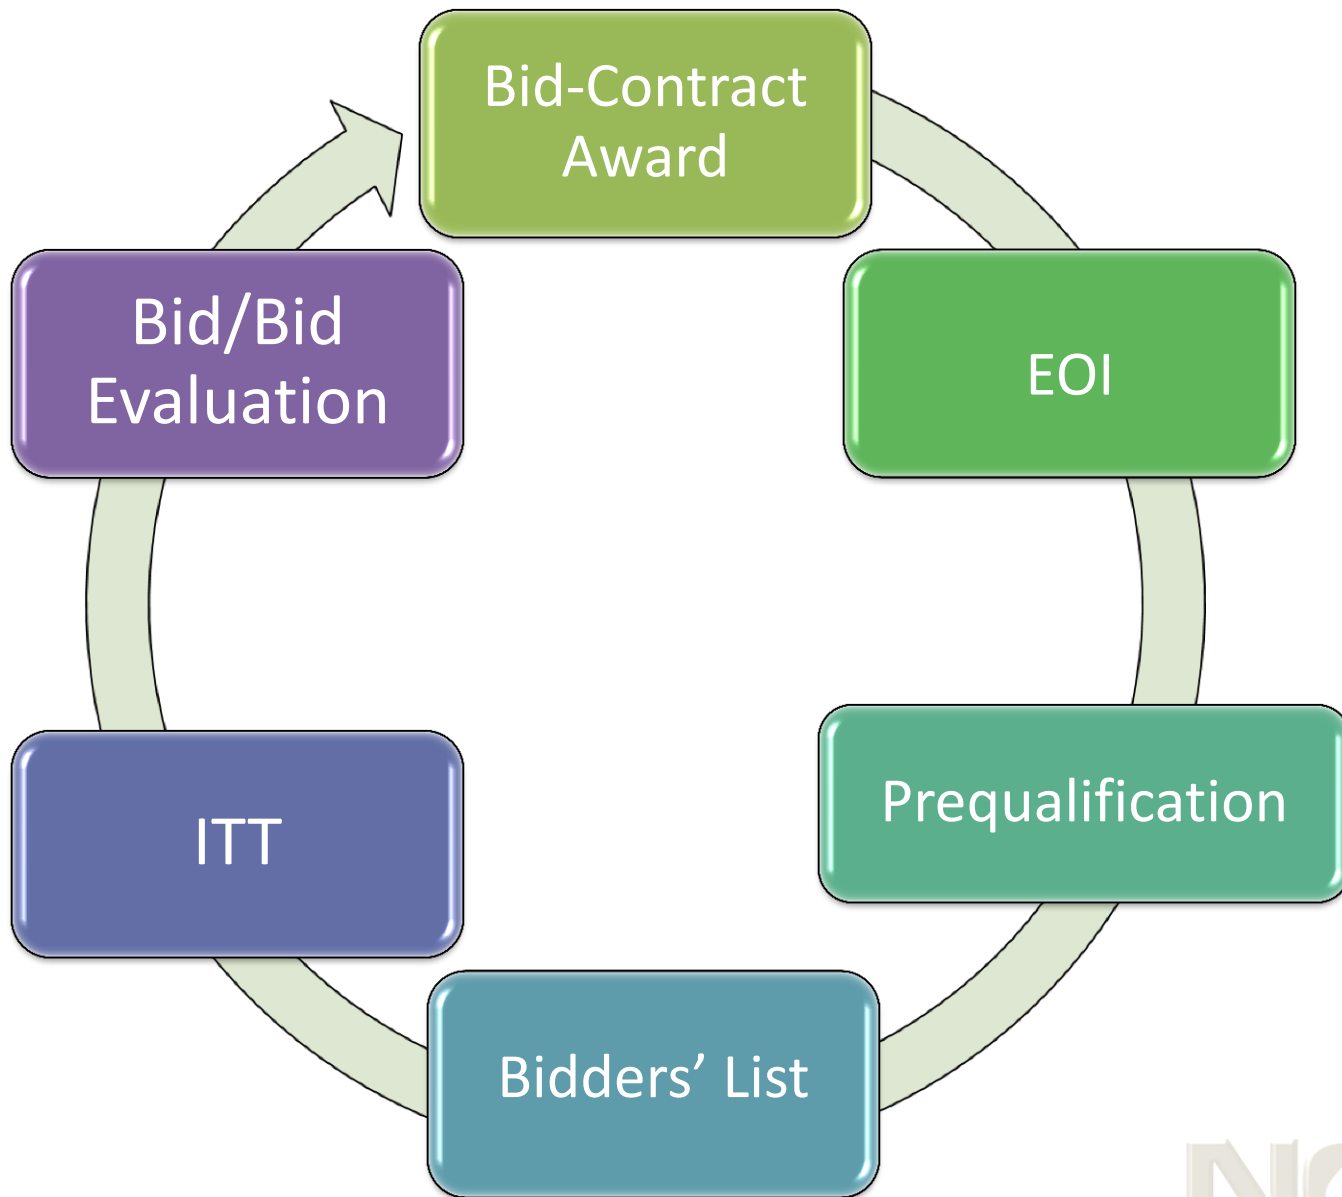 Bid-Contract
Award
EOI
Prequalification
Bidders’ List
ITT
Bid/Bid
Evaluation